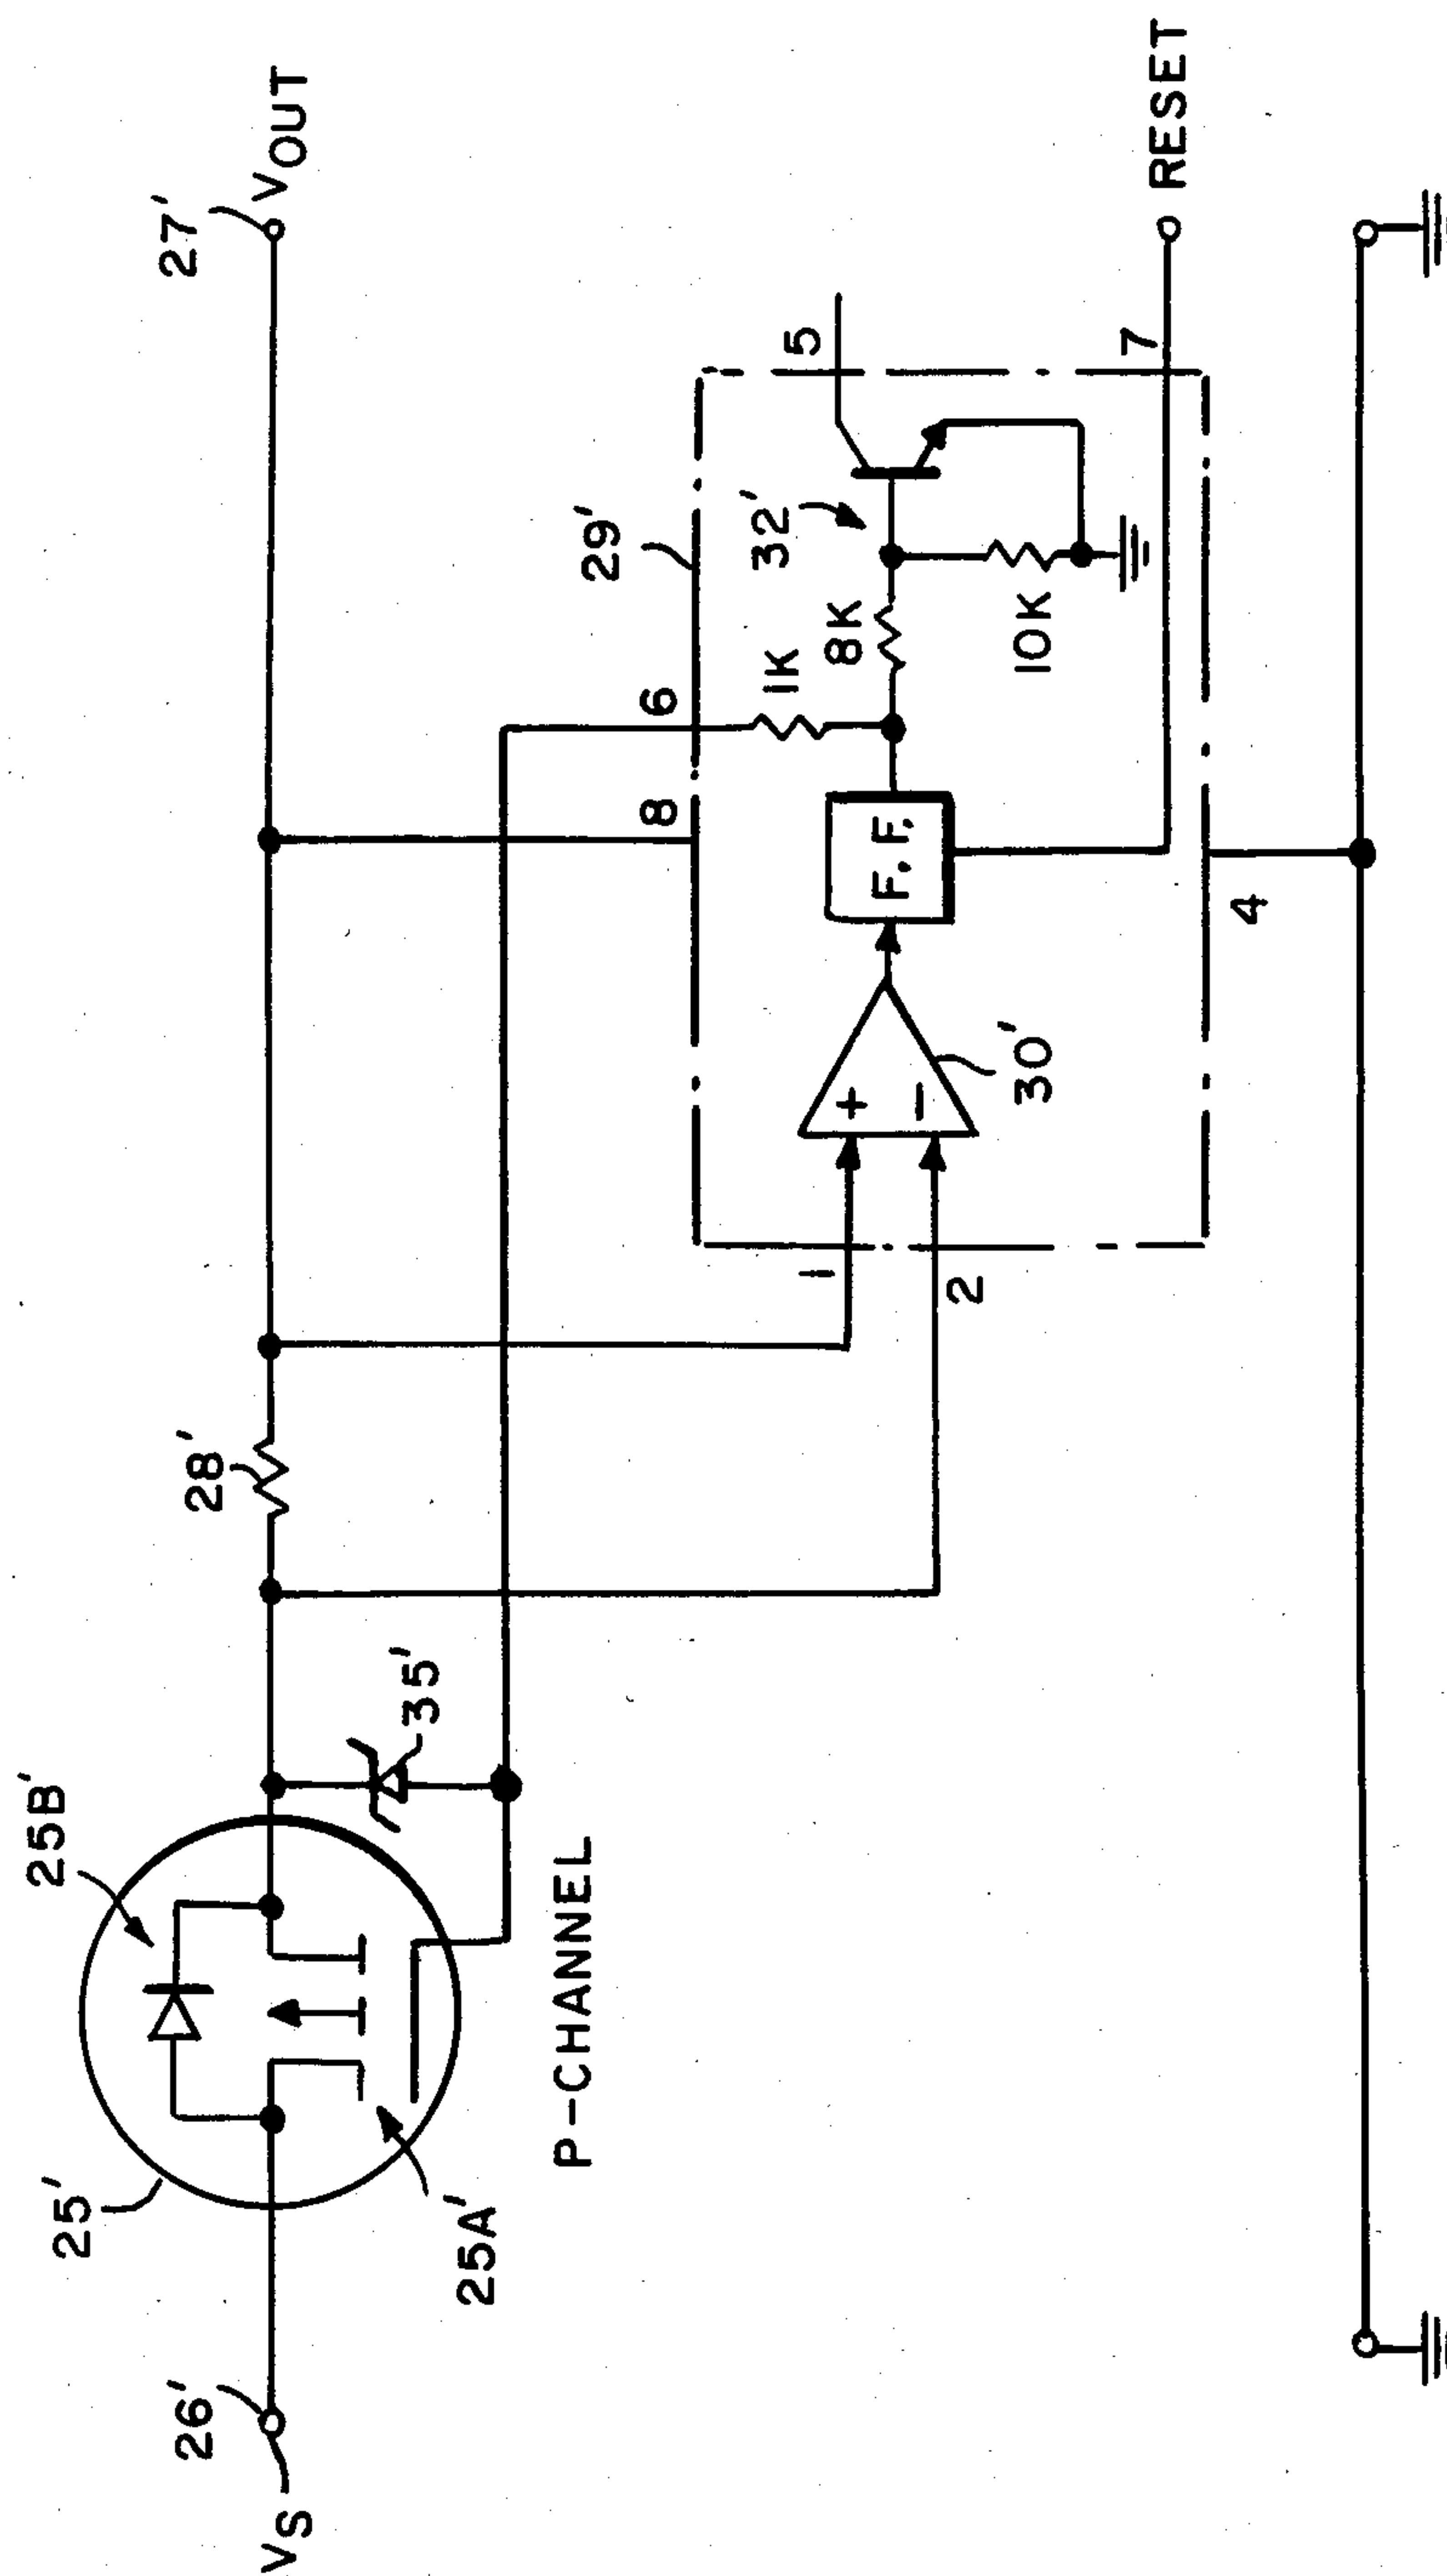 25'
25B'
26'
VS
25A'
P-CHANNEL
35'
28'
27'
VOUT
29'
8
6
1K
8K
32'
5
10K
1
2
+
−
30'
F.F.
7
RESET
4